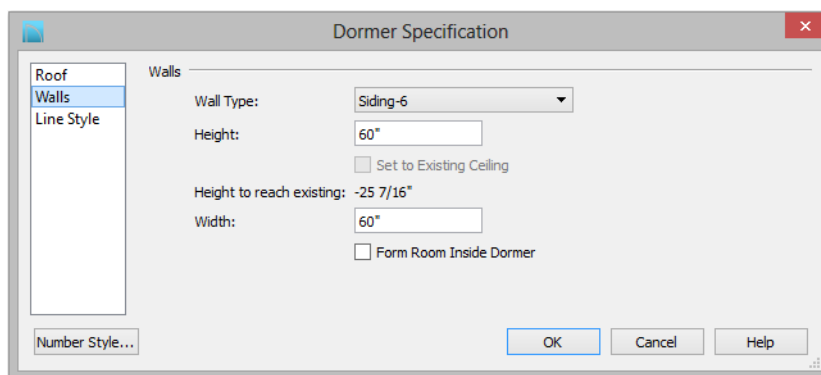 Dormer Specification
Roof
Walls
Line Style
Walls
Wall Type: Siding-6
Height: 60"
Set to Existing Ceiling
Height to reach existing: -25 7/16"
Width: 60"
Form Room Inside Dormer
Number Style... OK Cancel Help